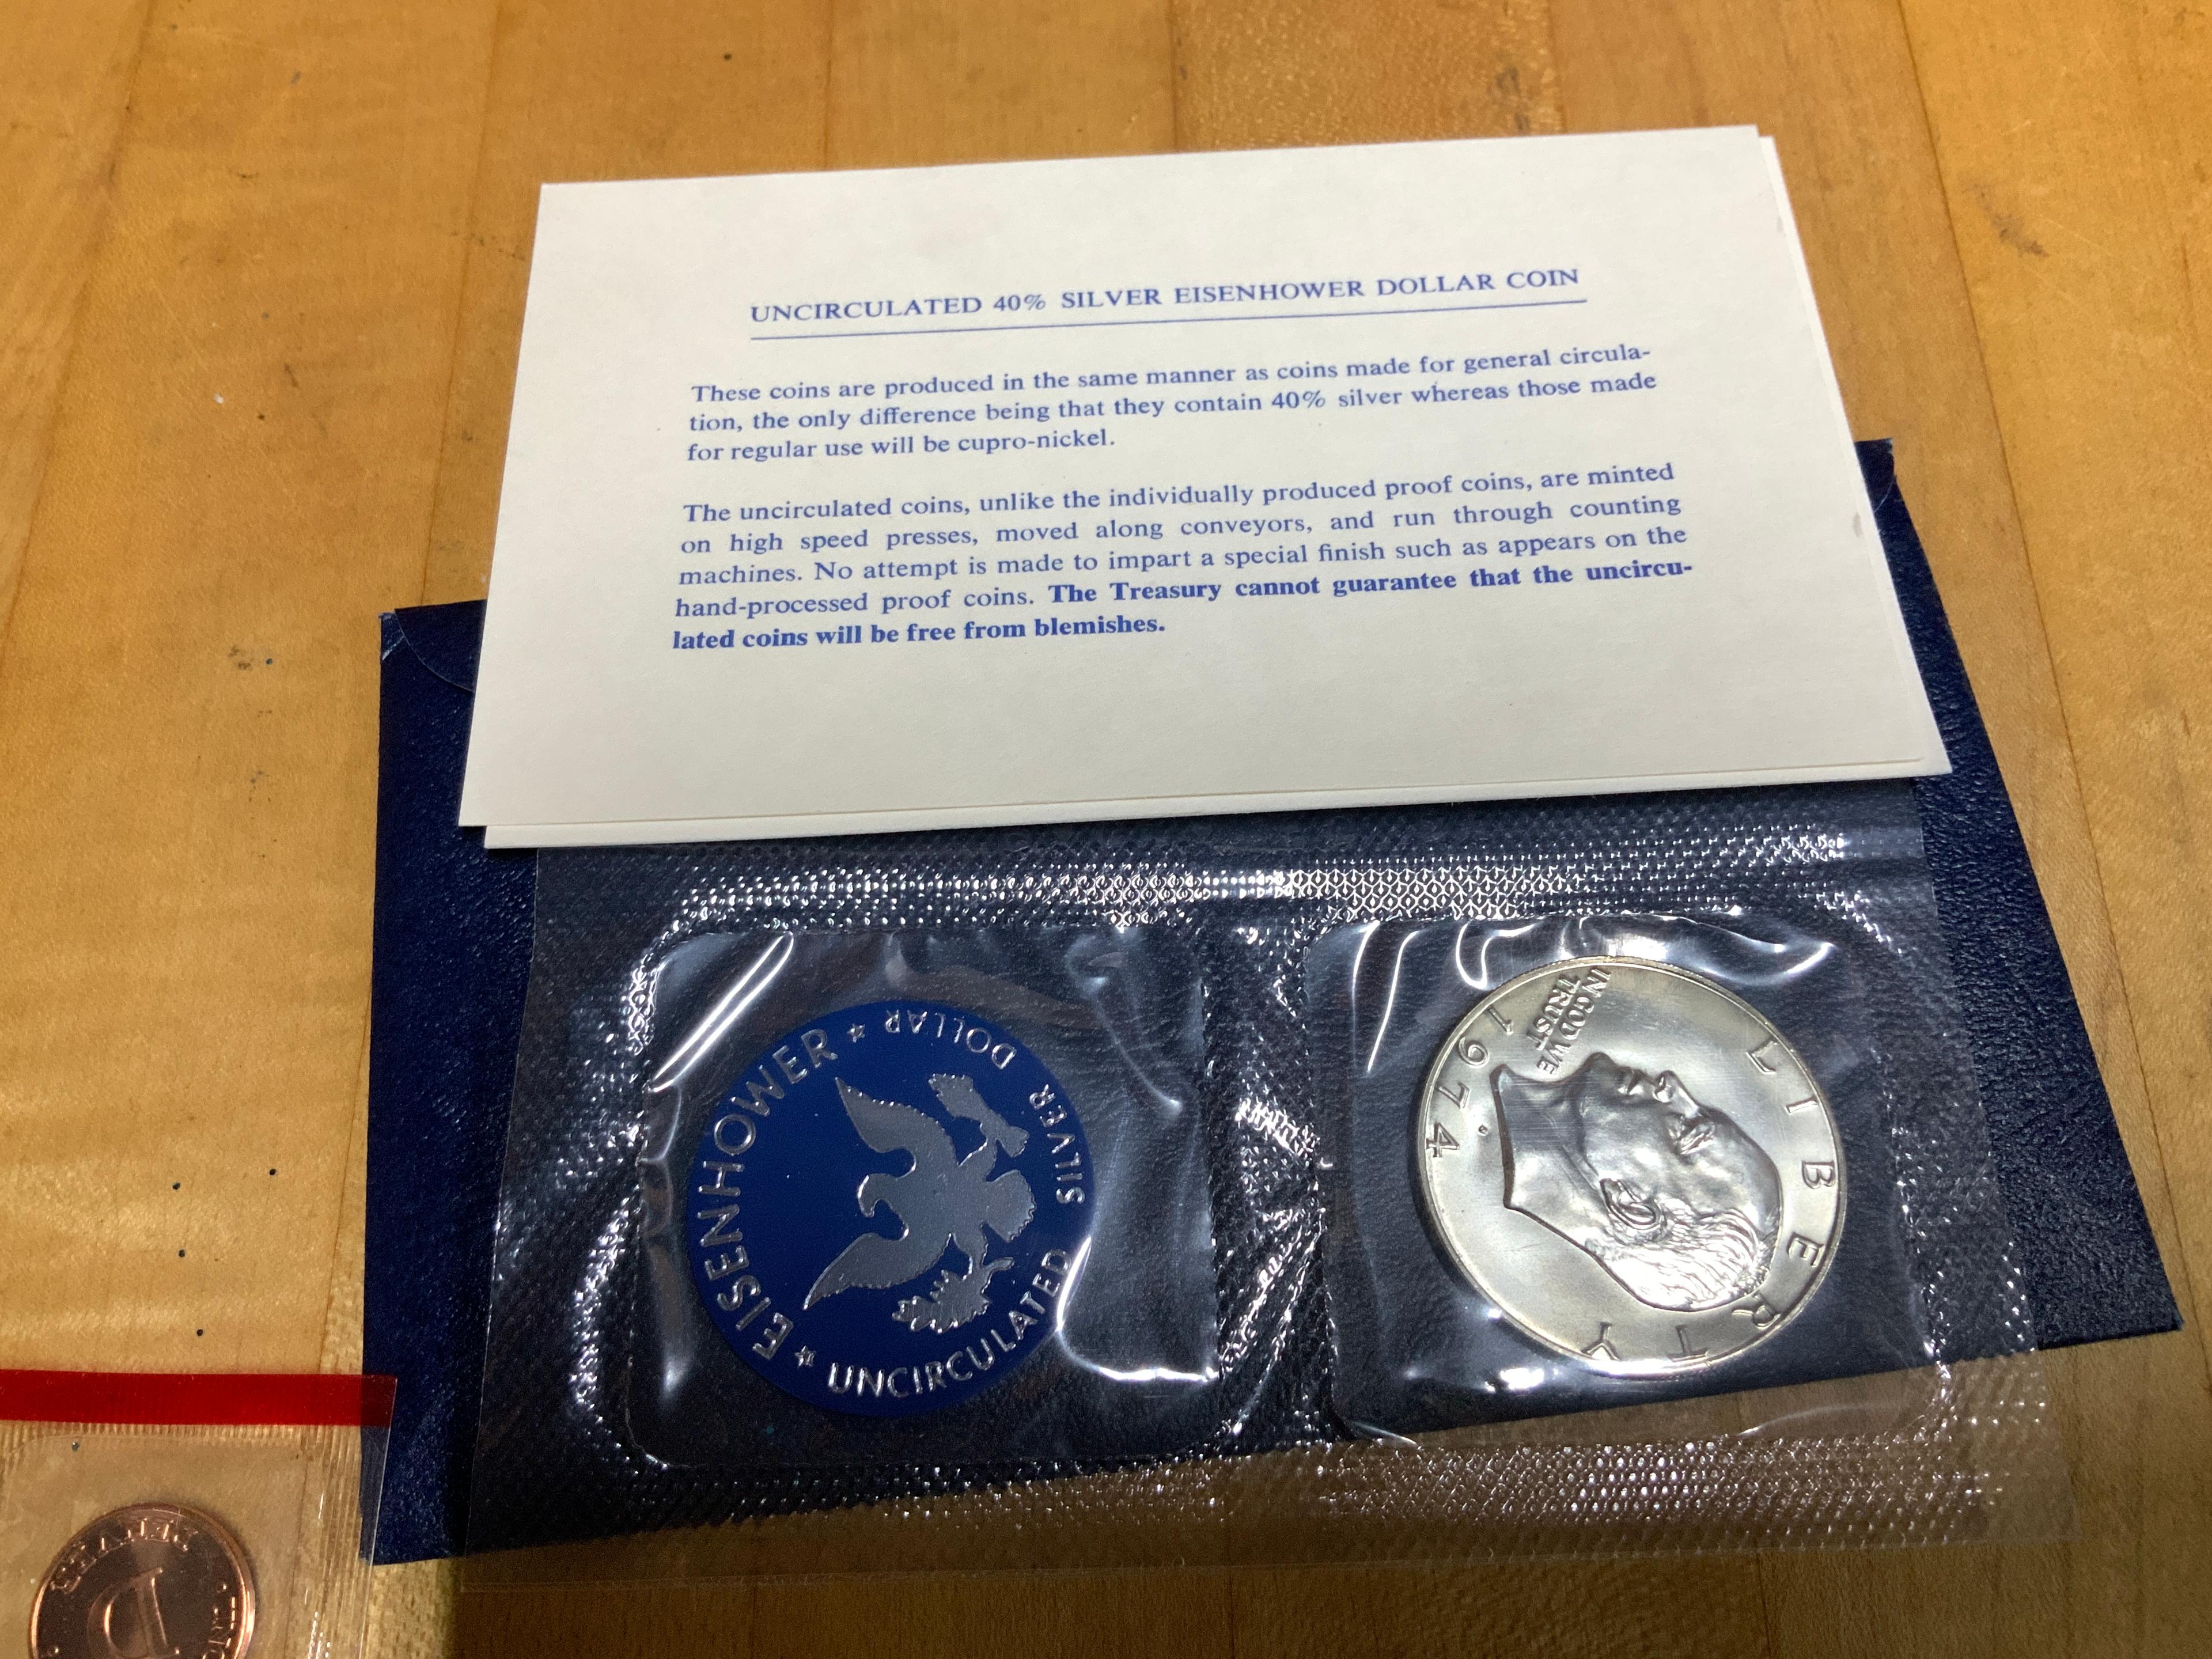 UNCIRCULATED 40% SILVER EISENHOWER DOLLAR COIN
These coins are produced in the same manner as coins made for general circula-
tion, the only difference being that they contain 40% silver whereas those made
for regular use will be cupro-nickel.
The uncirculated coins, unlike the individually produced proof coins, are minted
on high speed presses, moved along conveyors, and run through counting
machines. No attempt is made to impart a special finish such as appears on the
hand-processed proof coins. The Treasury cannot guarantee that the uncircu-
lated coins will be free from blemishes.
EISENHOWER ★ DOLLAR
SILVER
★ UNCIRCULATED
LIBERTY
IN GOD WE
TRUST
1974
DENVER
D